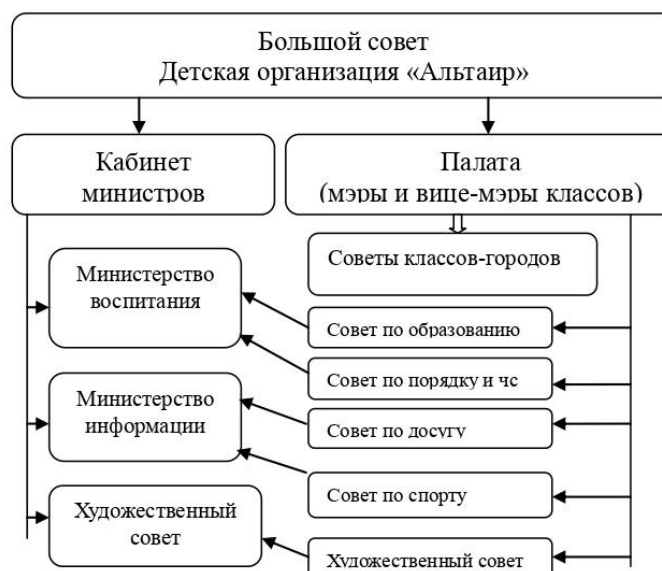 Большой совет
Детская организация «Альтаир»
Кабинет
министров
Палата
(мэры и вице-мэры классов)
Советы классов-городов
Министерство
воспитания
Совет по образованию
Совет по порядку и чс
Министерство
информации
Совет по досугу
Совет по спорту
Художественный
совет
Художественный совет